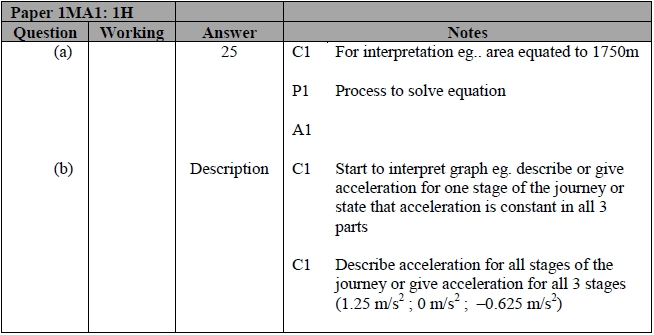 Paper 1MA1: 1H
Question Working Answer Notes
(a) 25 C1 For interpretation eg.. area equated to 1750m
P1 Process to solve equation
A1
(b) Description C1 Start to interpret graph eg. describe or give
acceleration for one stage of the journey or
state that acceleration is constant in all 3
parts
C1 Describe acceleration for all stages of the
journey or give acceleration for all 3 stages
(1.25 m/s² ; 0 m/s² ; –0.625 m/s²)